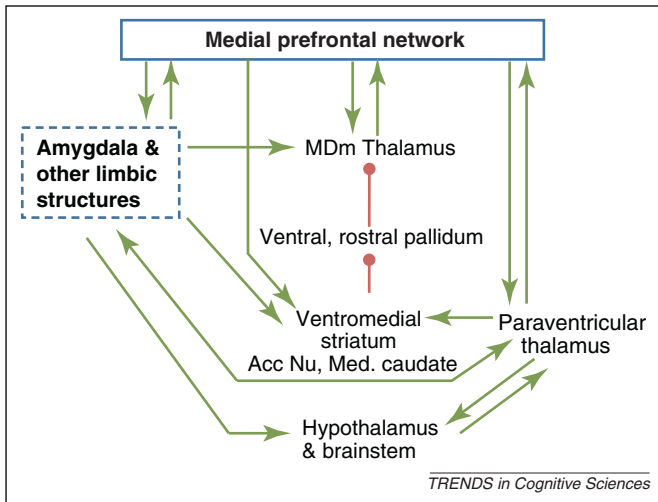 Medial prefrontal network
Amygdala &
other limbic
structures
MDm Thalamus
Ventral, rostral pallidum
Ventromedial
striatum
Acc Nu, Med. caudate
Paraventricular
thalamus
Hypothalamus
& brainstem
TRENDS in Cognitive Sciences